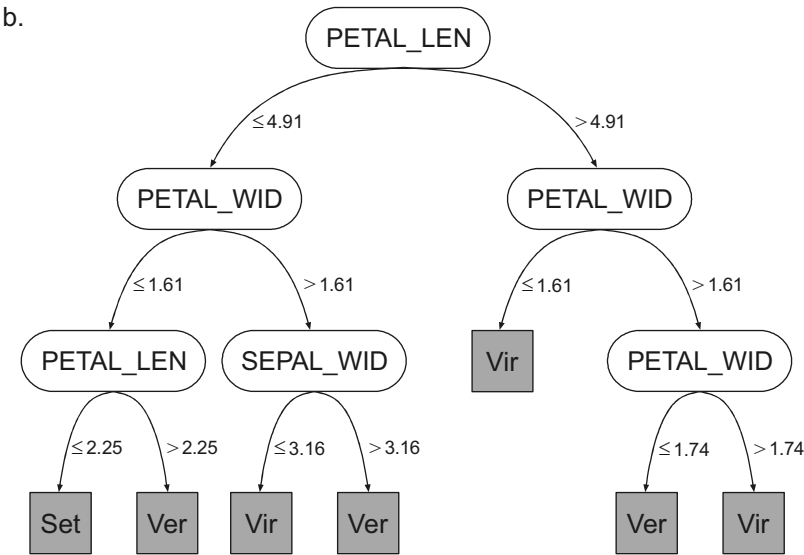 b.
PETAL_LEN
≤4.91 >4.91
PETAL_WID PETAL_WID
≤1.61 >1.61 ≤1.61 >1.61
PETAL_LEN SEPAL_WID Vir PETAL_WID
≤2.25 >2.25 ≤3.16 >3.16 ≤1.74 >1.74
Set Ver Vir Ver Ver Vir